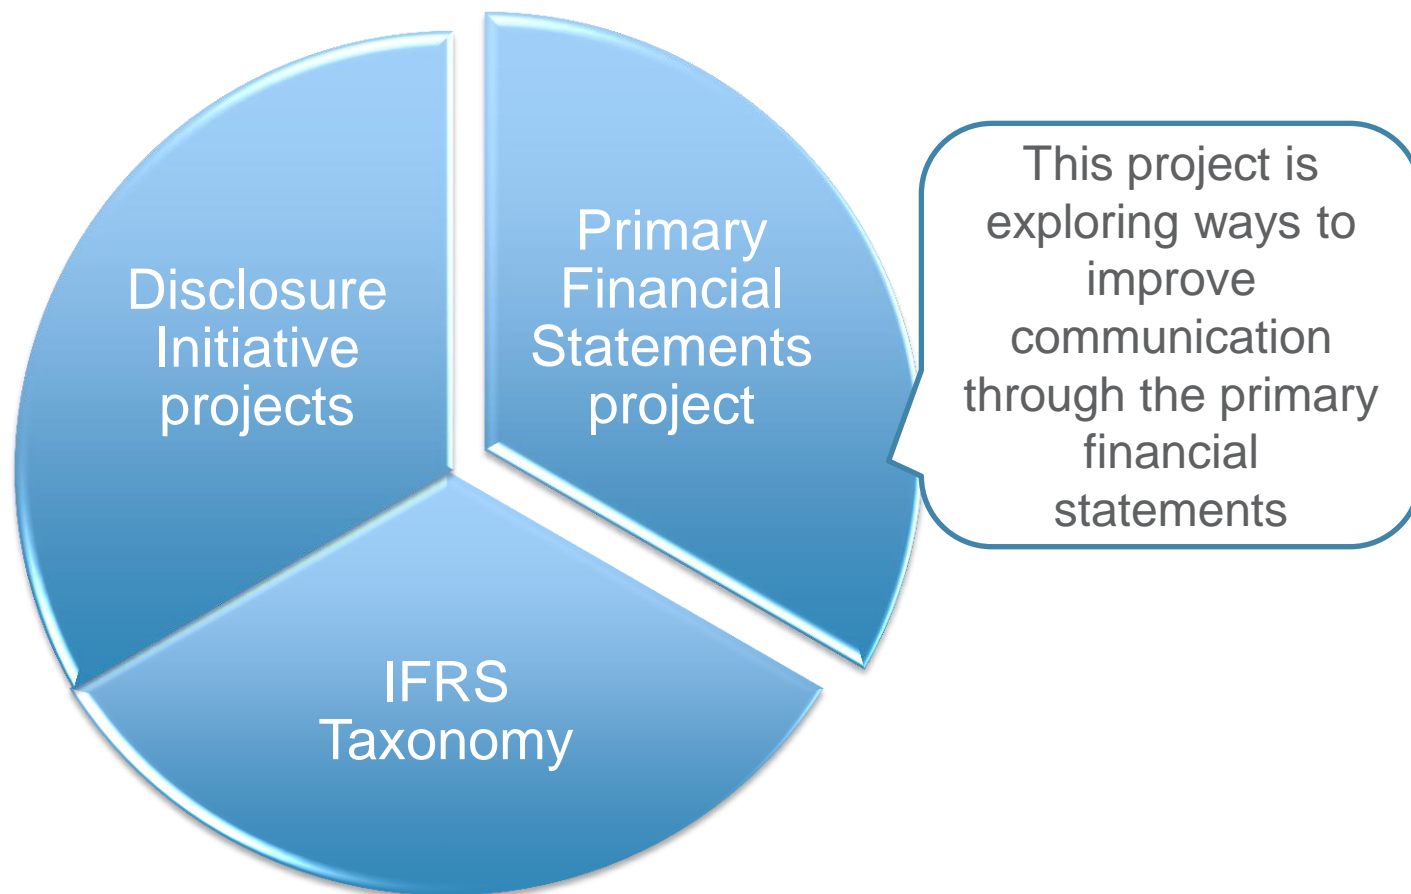 Disclosure
Initiative
projects
Primary
Financial
Statements
project
IFRS
Taxonomy
This project is
exploring ways to
improve
communication
through the primary
financial
statements